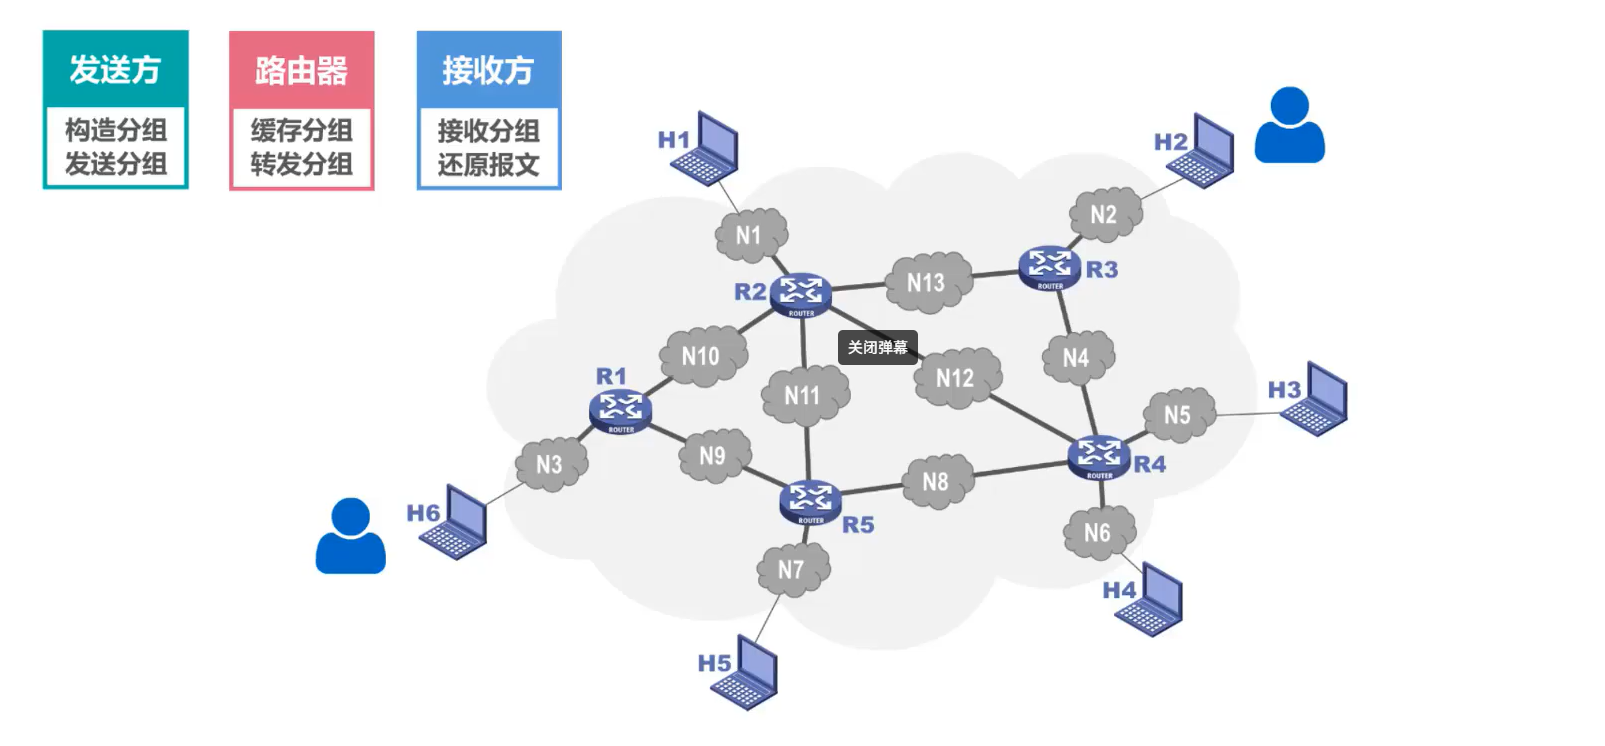 发送方
构造分组
发送分组
路由器
缓存分组
转发分组
接收方
接收分组
还原报文
H1
H2
N1
N2
R2
ROUTER
N13
R3
ROUTER
关闭弹幕
N10
N11
N12
N4
R1
ROUTER
H3
N5
N3
N9
N8
R4
ROUTER
H6
R5
ROUTER
N6
N7
H4
H5